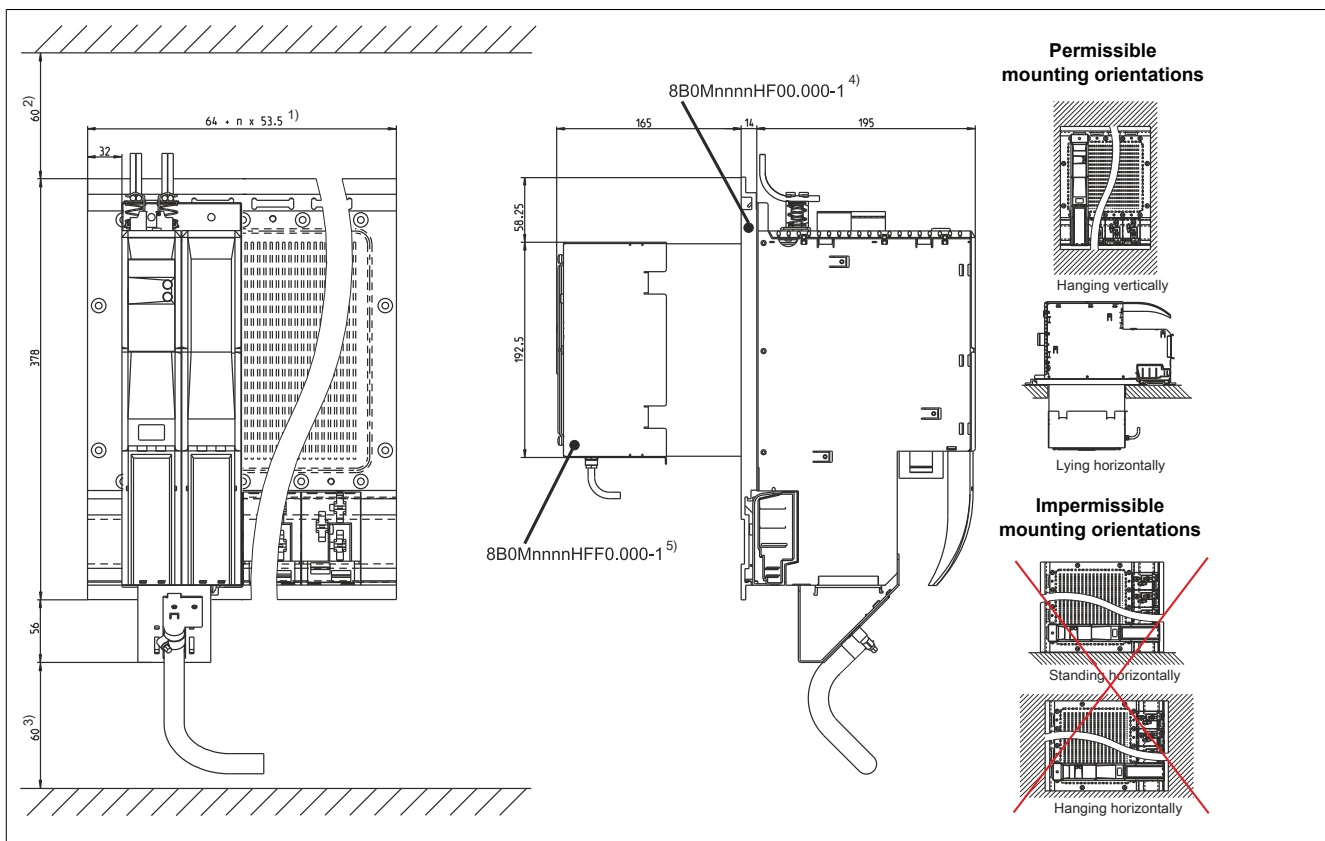 60 2)
64 + n x 53.5 1)
32
378
56
60 3)
8B0MnnnnHF00.000-1 4)
165
14
195
58.25
192.5
8B0MnnnnHFF0.000-1 5)
Permissible
mounting orientations
Hanging vertically
Lying horizontally
Impermissible
mounting orientations
Standing horizontally
Hanging horizontally